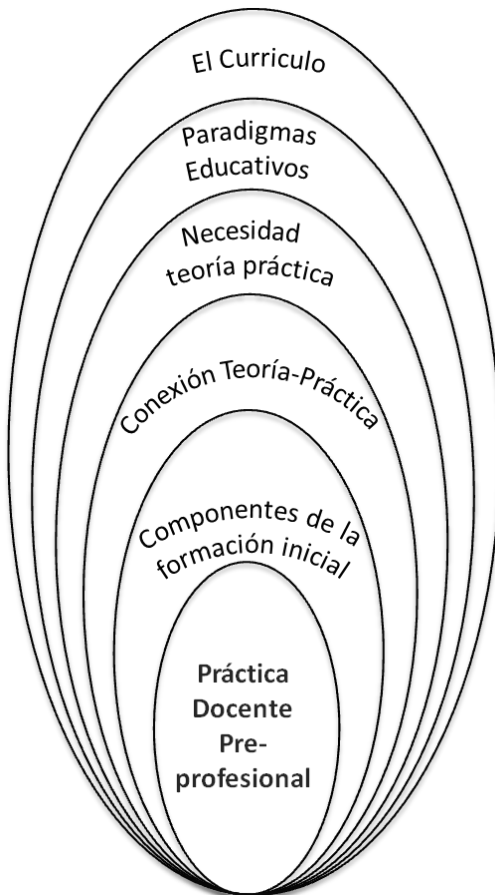 El Curriculo
Paradigmas
Educativos
Necesidad
teoría práctica
Conexión Teoría-Práctica
Componentes de la
formación inicial
Práctica
Docente
Pre-
profesional